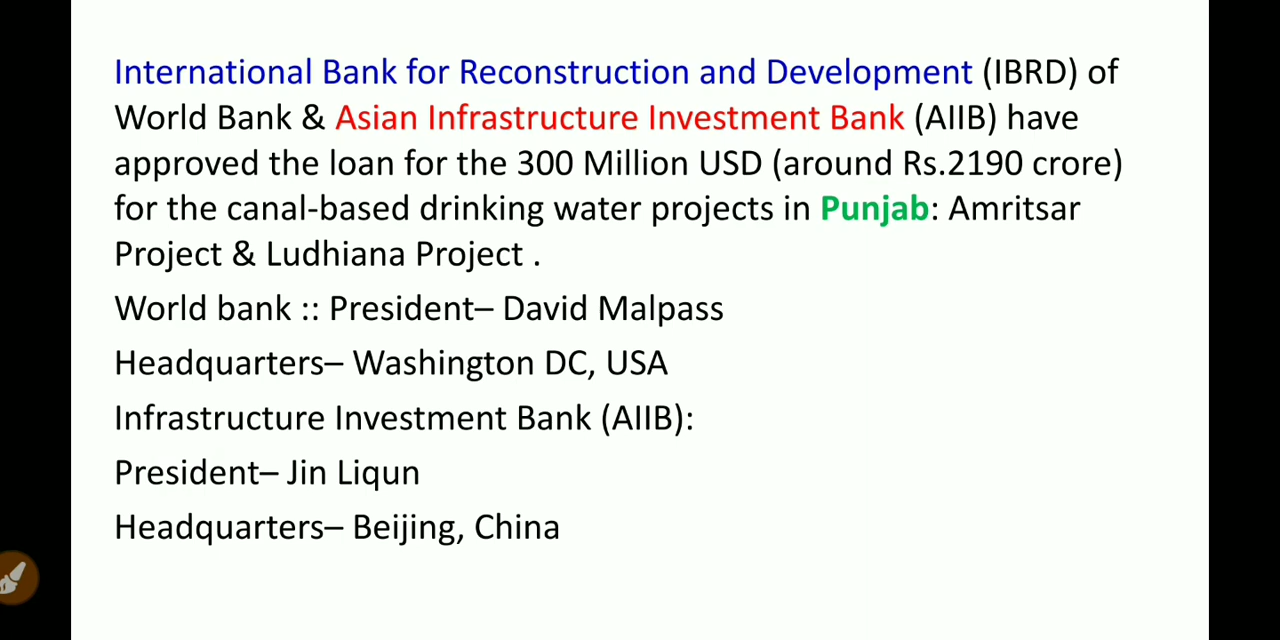 International Bank for Reconstruction and Development (IBRD) of
World Bank & Asian Infrastructure Investment Bank (AIIB) have
approved the loan for the 300 Million USD (around Rs.2190 crore)
for the canal-based drinking water projects in Punjab: Amritsar
Project & Ludhiana Project .
World bank :: President– David Malpass
Headquarters– Washington DC, USA
Infrastructure Investment Bank (AIIB):
President– Jin Liqun
Headquarters– Beijing, China